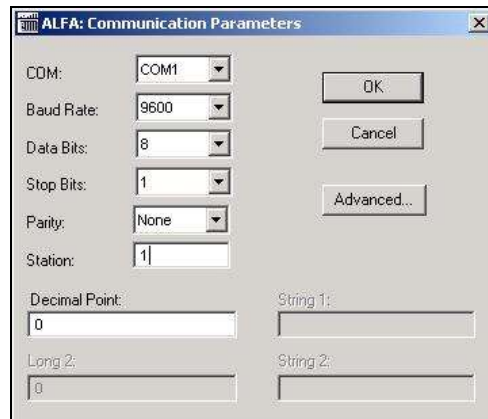 ALFA: Communication Parameters
COM: COM1
Baud Rate: 9600
Data Bits: 8
Stop Bits: 1
Parity: None
Station: 1
OK
Cancel
Advanced...
Decimal Point: String 1:
0
Long 2: String 2:
0